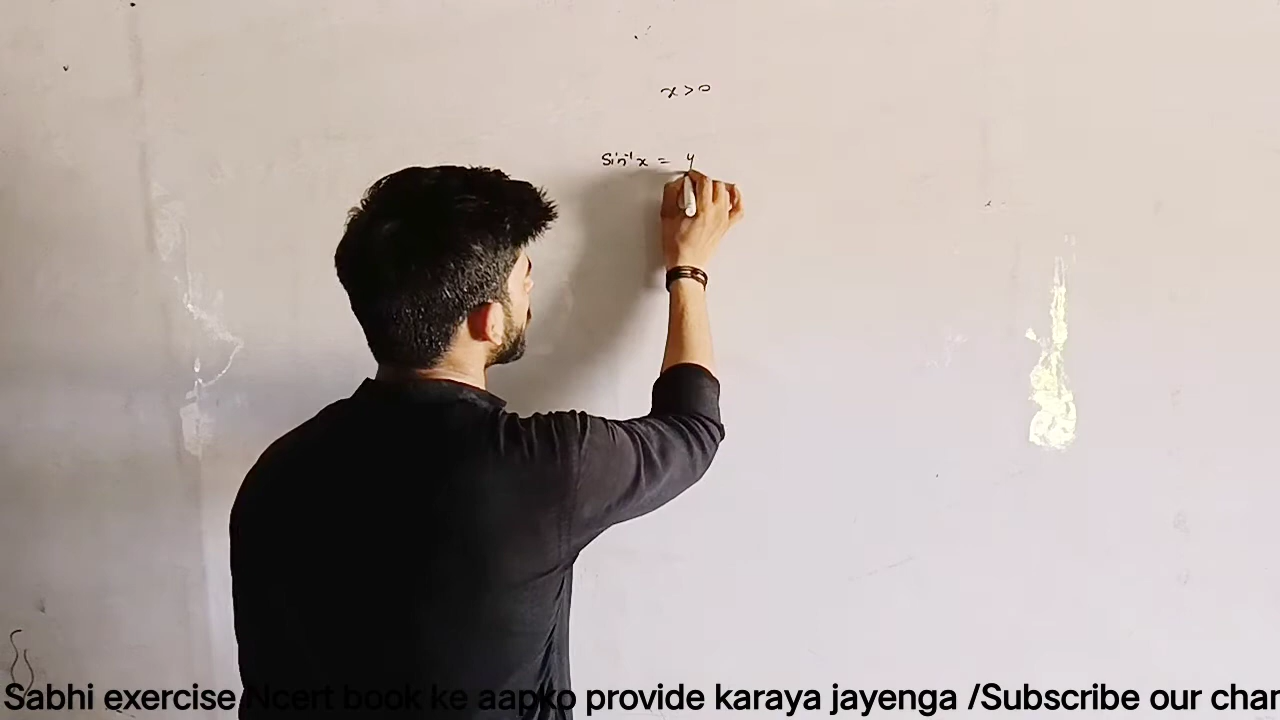 x > 0
Sin⁻¹x = y
Sabhi exercise Ncert book ke aapko provide karaya jayenga /Subscribe our char